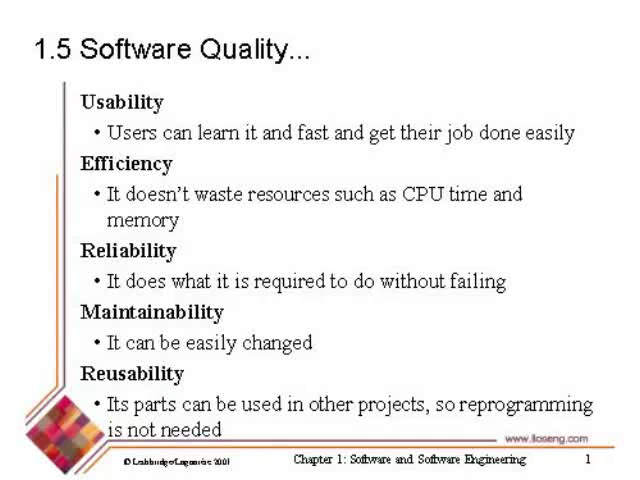 1.5 Software Quality...
Usability
• Users can learn it and fast and get their job done easily
Efficiency
• It doesn't waste resources such as CPU time and
memory
Reliability
• It does what it is required to do without failing
Maintainability
• It can be easily changed
Reusability
• Its parts can be used in other projects, so reprogramming
is not needed
www.lloseng.com
© 2001
Chapter 1: Software and Software Engineering
1